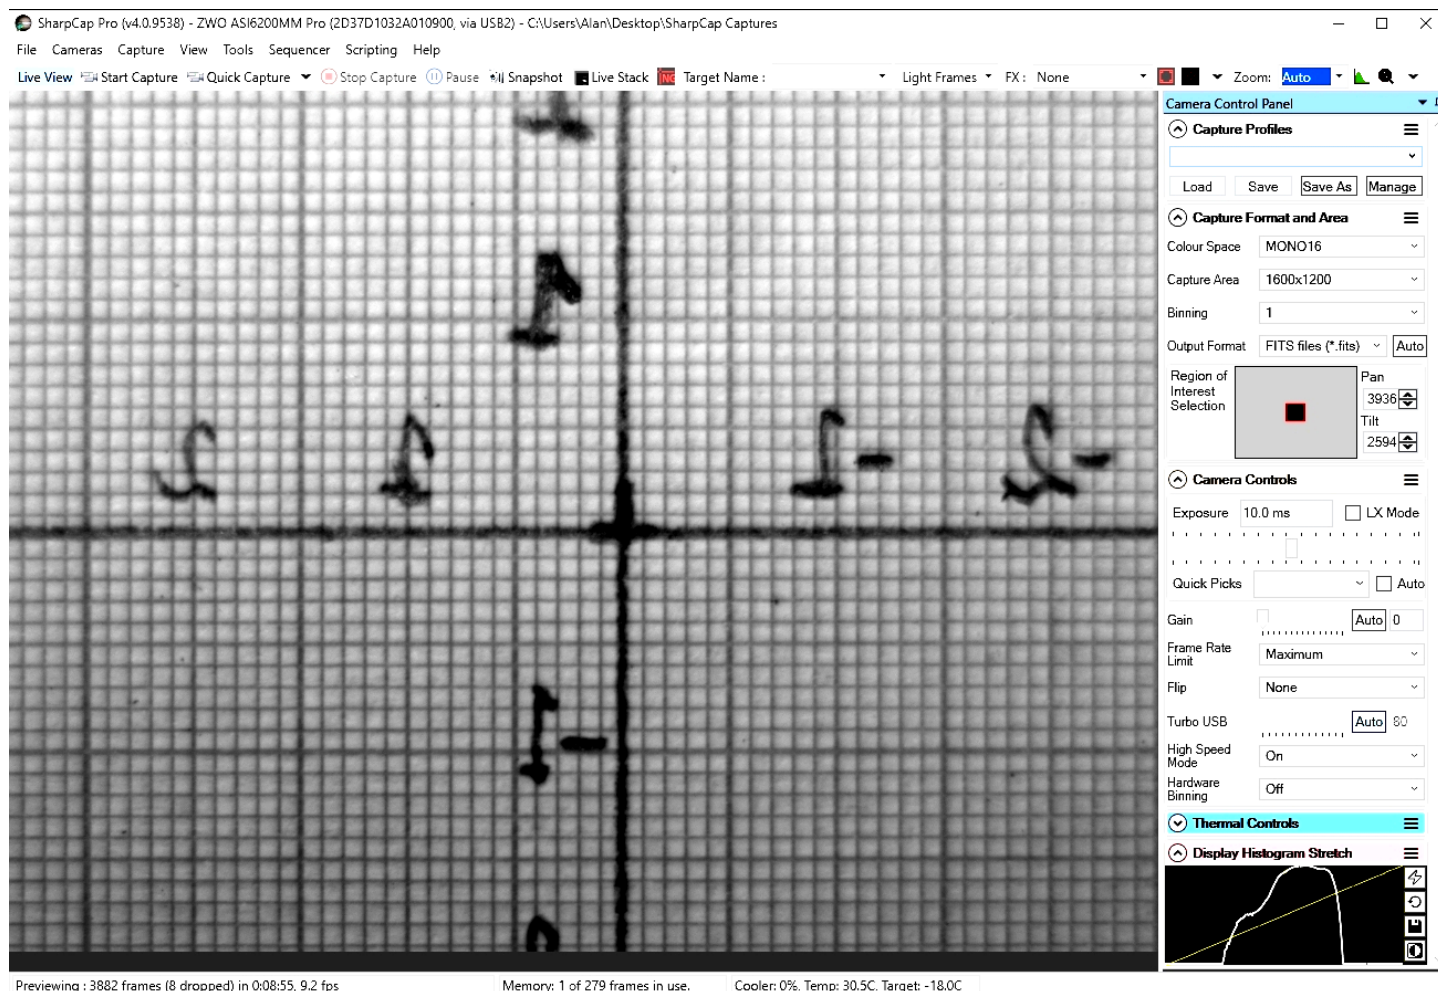 SharpCap Pro (v4.0.9538) - ZWO ASI6200MM Pro (2D37D1032A010900, via USB2) - C:\Users\Alan\Desktop\SharpCap Captures
File Cameras Capture View Tools Sequencer Scripting Help
Live View Start Capture Quick Capture Stop Capture Pause Snapshot Live Stack Target Name : Light Frames FX : None Zoom: Auto
Camera Control Panel
Capture Profiles
Load Save Save As Manage
Capture Format and Area
Colour Space MONO16
Capture Area 1600x1200
Binning 1
Output Format FITS files (*.fits) Auto
Region of Interest Selection
Pan
3936
Tilt
2594
Camera Controls
Exposure 10.0 ms LX Mode
Quick Picks Auto
Gain Auto 0
Frame Rate Limit Maximum
Flip None
Turbo USB Auto 80
High Speed Mode On
Hardware Binning Off
Thermal Controls
Display Histogram Stretch
Previewing : 3882 frames (8 dropped) in 0:08:55, 9.2 fps Memory: 1 of 279 frames in use. Cooler: 0%, Temp: 30.5C, Target: -18.0C